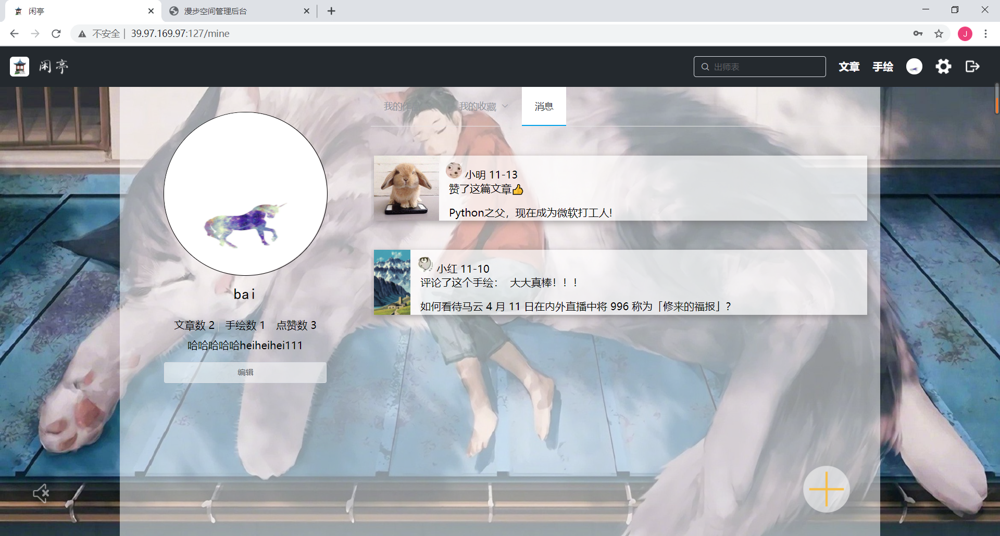 闲亭
漫步空间管理后台
不安全 39.97.169.97:127/mine
J
闲亭
出师表
文章
手绘
我的作品
我的收藏
消息
小明 11-13
赞了这篇文章👍
Python之父，现在成为微软打工人!
小红 11-10
评论了这个手绘： 大大真棒！！！
如何看待马云 4 月 11 日在内外直播中将 996 称为「修来的福报」?
bai
文章数 2 手绘数 1 点赞数 3
哈哈哈哈哈heiheihei111
编辑